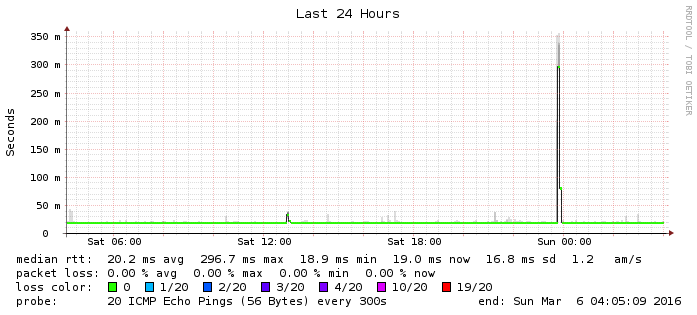 Last 24 Hours
RRDTOOL / TOBI OETIKER
Seconds
350 m
300 m
250 m
200 m
150 m
100 m
50 m
0
Sat 06:00 Sat 12:00 Sat 18:00 Sun 00:00
median rtt: 20.2 ms avg 296.7 ms max 18.9 ms min 19.0 ms now 16.8 ms sd 1.2 am/s
packet loss: 0.00 % avg 0.00 % max 0.00 % min 0.00 % now
loss color: 0 1/20 2/20 3/20 4/20 10/20 19/20
probe: 20 ICMP Echo Pings (56 Bytes) every 300s end: Sun Mar 6 04:05:09 2016